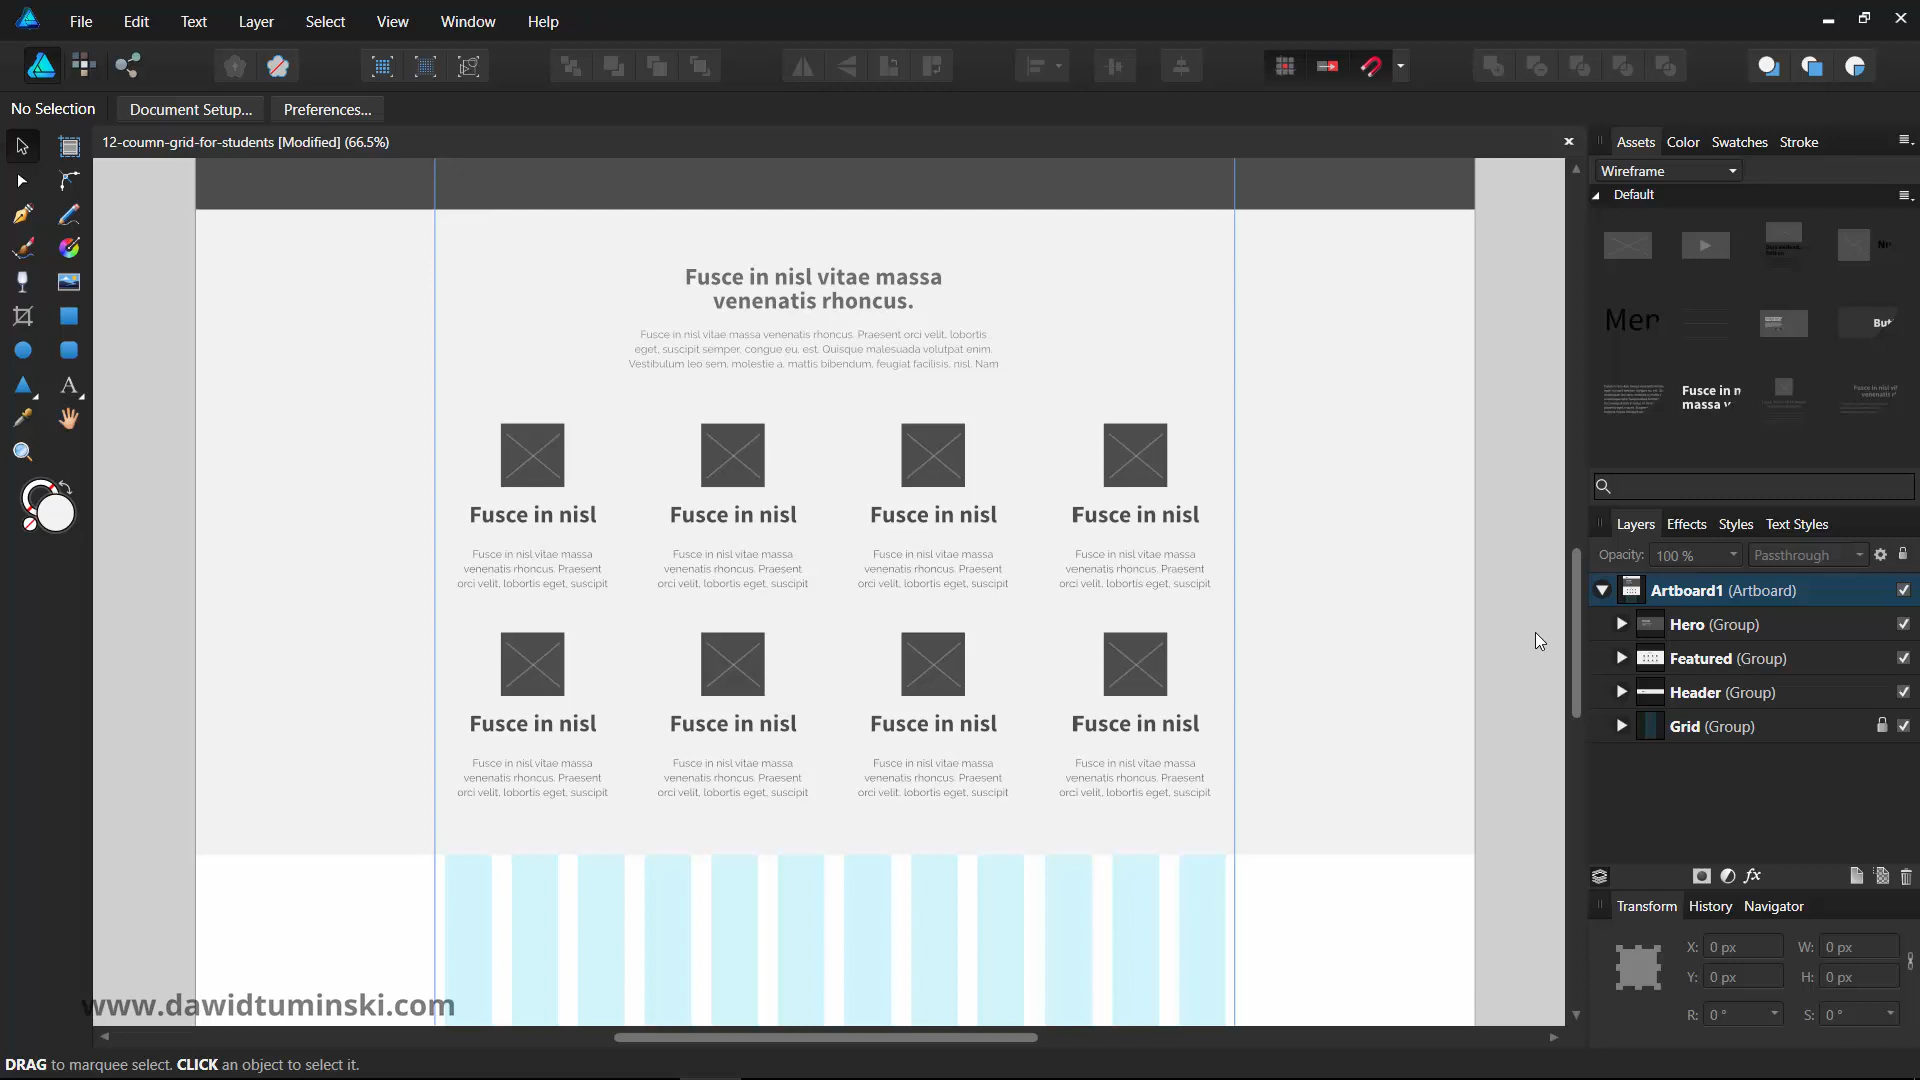 File Edit Text Layer Select View Window Help
No Selection Document Setup... Preferences...
12-coumn-grid-for-students [Modified] (66.5%)
Assets Color Swatches Stroke
Wireframe
Default
Men
But
Fusce in n
massa v
Fusce in nisl vitae massa
venenatis rhoncus.
Fusce in nisl vitae massa venenatis rhoncus. Praesent orci velit, lobortis
eget, suscipit semper, congue eu, est. Quisque malesuada volutpat enim.
Vestibulum leo sem, molestie a, mattis bibendum, feugiat facilisis, nisl. Nam
Fusce in nisl Fusce in nisl Fusce in nisl Fusce in nisl
Fusce in nisl vitae massa Fusce in nisl vitae massa Fusce in nisl vitae massa Fusce in nisl vitae massa
venenatis rhoncus. Praesent venenatis rhoncus. Praesent venenatis rhoncus. Praesent venenatis rhoncus. Praesent
orci velit, lobortis eget, suscipit orci velit, lobortis eget, suscipit orci velit, lobortis eget, suscipit orci velit, lobortis eget, suscipit
Fusce in nisl Fusce in nisl Fusce in nisl Fusce in nisl
Fusce in nisl vitae massa Fusce in nisl vitae massa Fusce in nisl vitae massa Fusce in nisl vitae massa
venenatis rhoncus. Praesent venenatis rhoncus. Praesent venenatis rhoncus. Praesent venenatis rhoncus. Praesent
orci velit, lobortis eget, suscipit orci velit, lobortis eget, suscipit orci velit, lobortis eget, suscipit orci velit, lobortis eget, suscipit
Layers Effects Styles Text Styles
Opacity: 100 % Passthrough
Artboard1 (Artboard)
Hero (Group)
Featured (Group)
Header (Group)
Grid (Group)
fx
Transform History Navigator
X: 0 px W: 0 px
Y: 0 px H: 0 px
R: 0 ° S: 0 °
www.dawidtuminski.com
DRAG to marquee select. CLICK an object to select it.